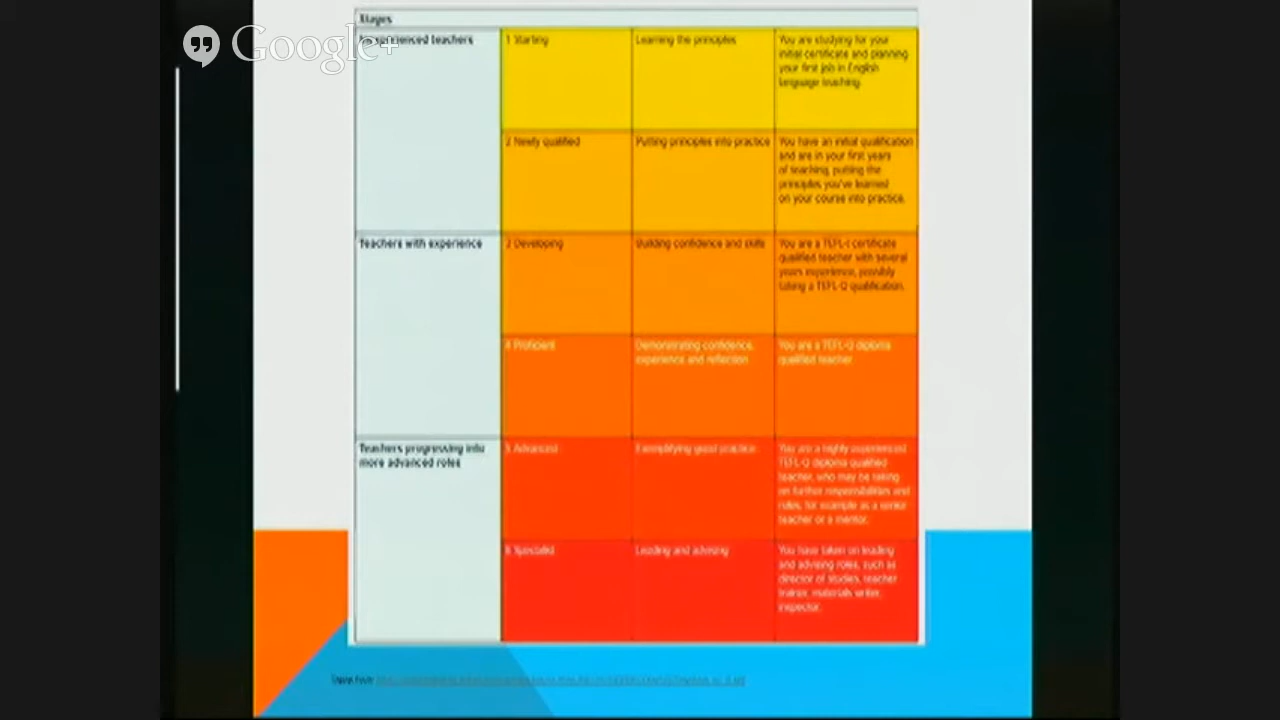 Stages
Google+
experienced teachers
1 Starting
Learning the principles
You are studying for your
initial certificate and planning
your first job in English
language teaching.
2 Newly qualified
Putting principles into practice
You have an initial qualification
and are in your first years
of teaching, putting the
principles you've learned
on your course into practice.
Teachers with experience
3 Developing
Building confidence and skills
You are a TEFL-I certificate
qualified teacher with several
years experience, possibly
taking a TEFL-Q qualification.
4 Proficient
Demonstrating confidence,
experience and reflection
You are a TEFL-Q diploma
qualified teacher
Teachers progressing into
more advanced roles
5 Advanced
Exemplifying good practice
You are a highly experienced
TEFL-Q diploma qualified
teacher, who may be taking
on further responsibilities and
roles, for example as a senior
teacher or a mentor.
6 Specialist
Leading and advising
You have taken on leading
and advising roles, such as
director of studies, teacher
trainer, materials writer,
inspector.
from